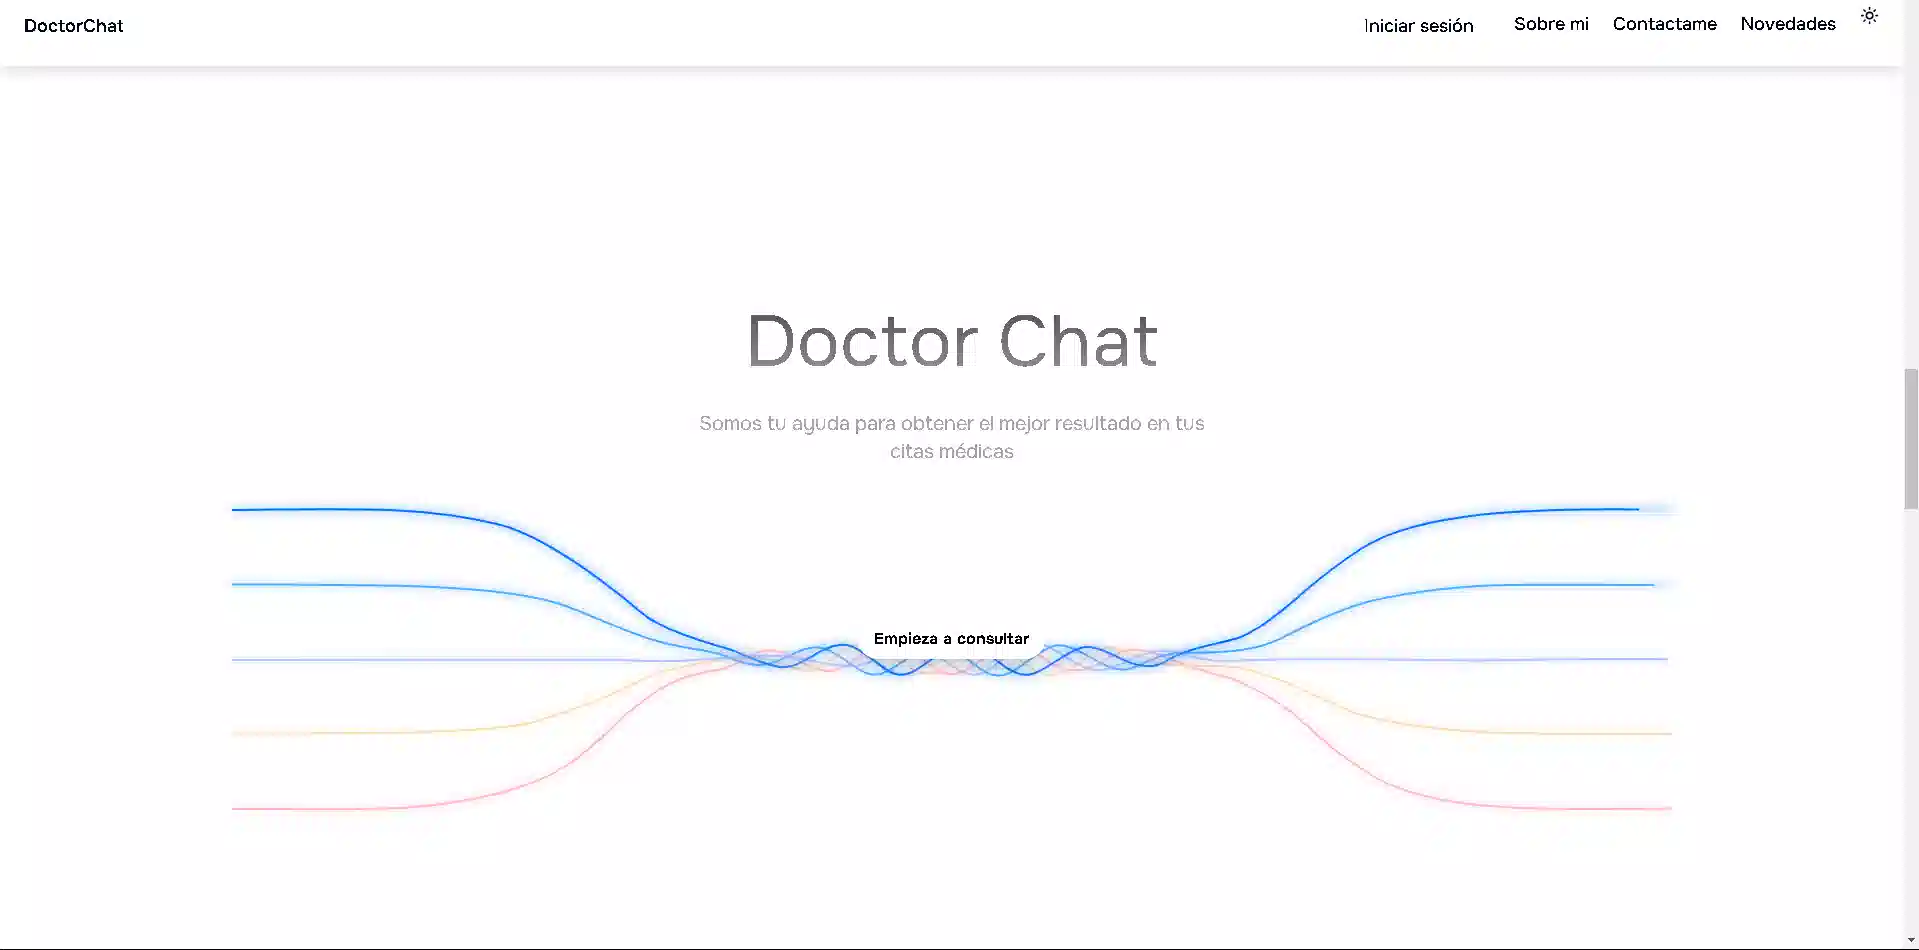 DoctorChat
Iniciar sesión
Sobre mi
Contactame
Novedades
Doctor Chat
Somos tu ayuda para obtener el mejor resultado en tus
citas médicas
Empieza a consultar